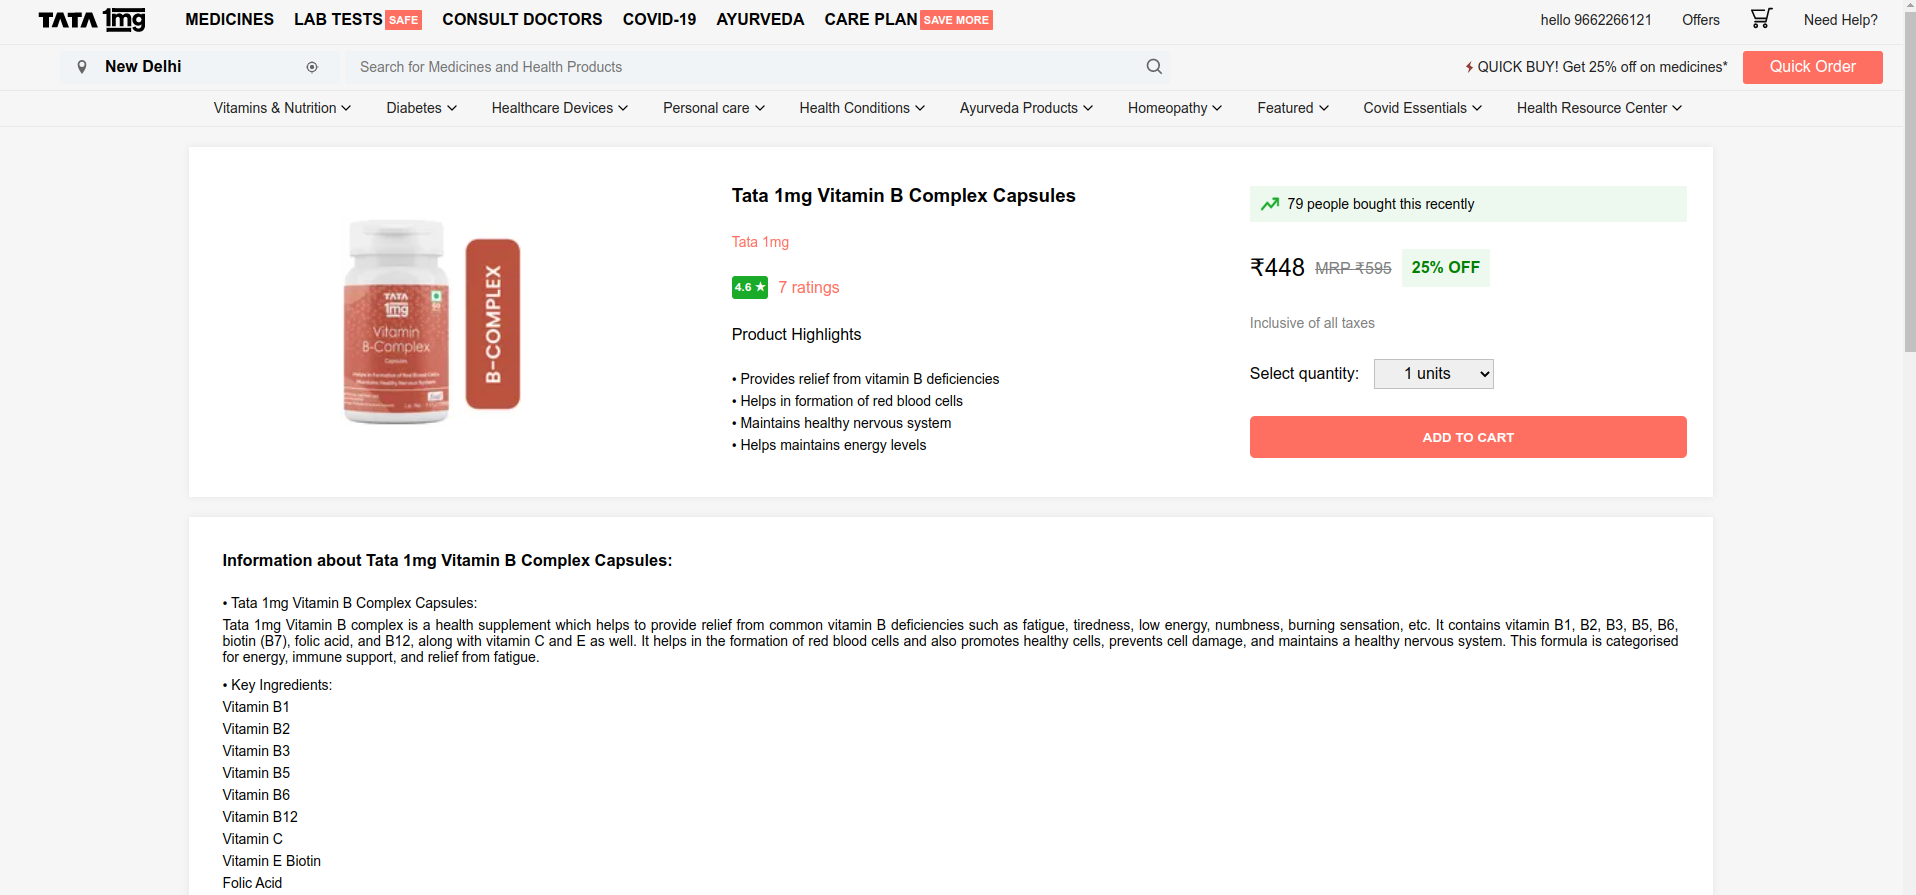 TATA 1mg
MEDICINES LAB TESTS SAFE CONSULT DOCTORS COVID-19 AYURVEDA CARE PLAN SAVE MORE hello 9662266121 Offers Need Help?
New Delhi Search for Medicines and Health Products QUICK BUY! Get 25% off on medicines* Quick Order
Vitamins & Nutrition Diabetes Healthcare Devices Personal care Health Conditions Ayurveda Products Homeopathy Featured Covid Essentials Health Resource Center
TATA
1mg
Vitamin
B-Complex
Capsules
B-COMPLEX
Tata 1mg Vitamin B Complex Capsules
Tata 1mg
4.6 ★ 7 ratings
Product Highlights
• Provides relief from vitamin B deficiencies
• Helps in formation of red blood cells
• Maintains healthy nervous system
• Helps maintains energy levels
79 people bought this recently
₹448 MRP ₹595 25% OFF
Inclusive of all taxes
Select quantity: 1 units
ADD TO CART
Information about Tata 1mg Vitamin B Complex Capsules:
• Tata 1mg Vitamin B Complex Capsules:
Tata 1mg Vitamin B complex is a health supplement which helps to provide relief from common vitamin B deficiencies such as fatigue, tiredness, low energy, numbness, burning sensation, etc. It contains vitamin B1, B2, B3, B5, B6,
biotin (B7), folic acid, and B12, along with vitamin C and E as well. It helps in the formation of red blood cells and also promotes healthy cells, prevents cell damage, and maintains a healthy nervous system. This formula is categorised
for energy, immune support, and relief from fatigue.
• Key Ingredients:
Vitamin B1
Vitamin B2
Vitamin B3
Vitamin B5
Vitamin B6
Vitamin B12
Vitamin C
Vitamin E Biotin
Folic Acid